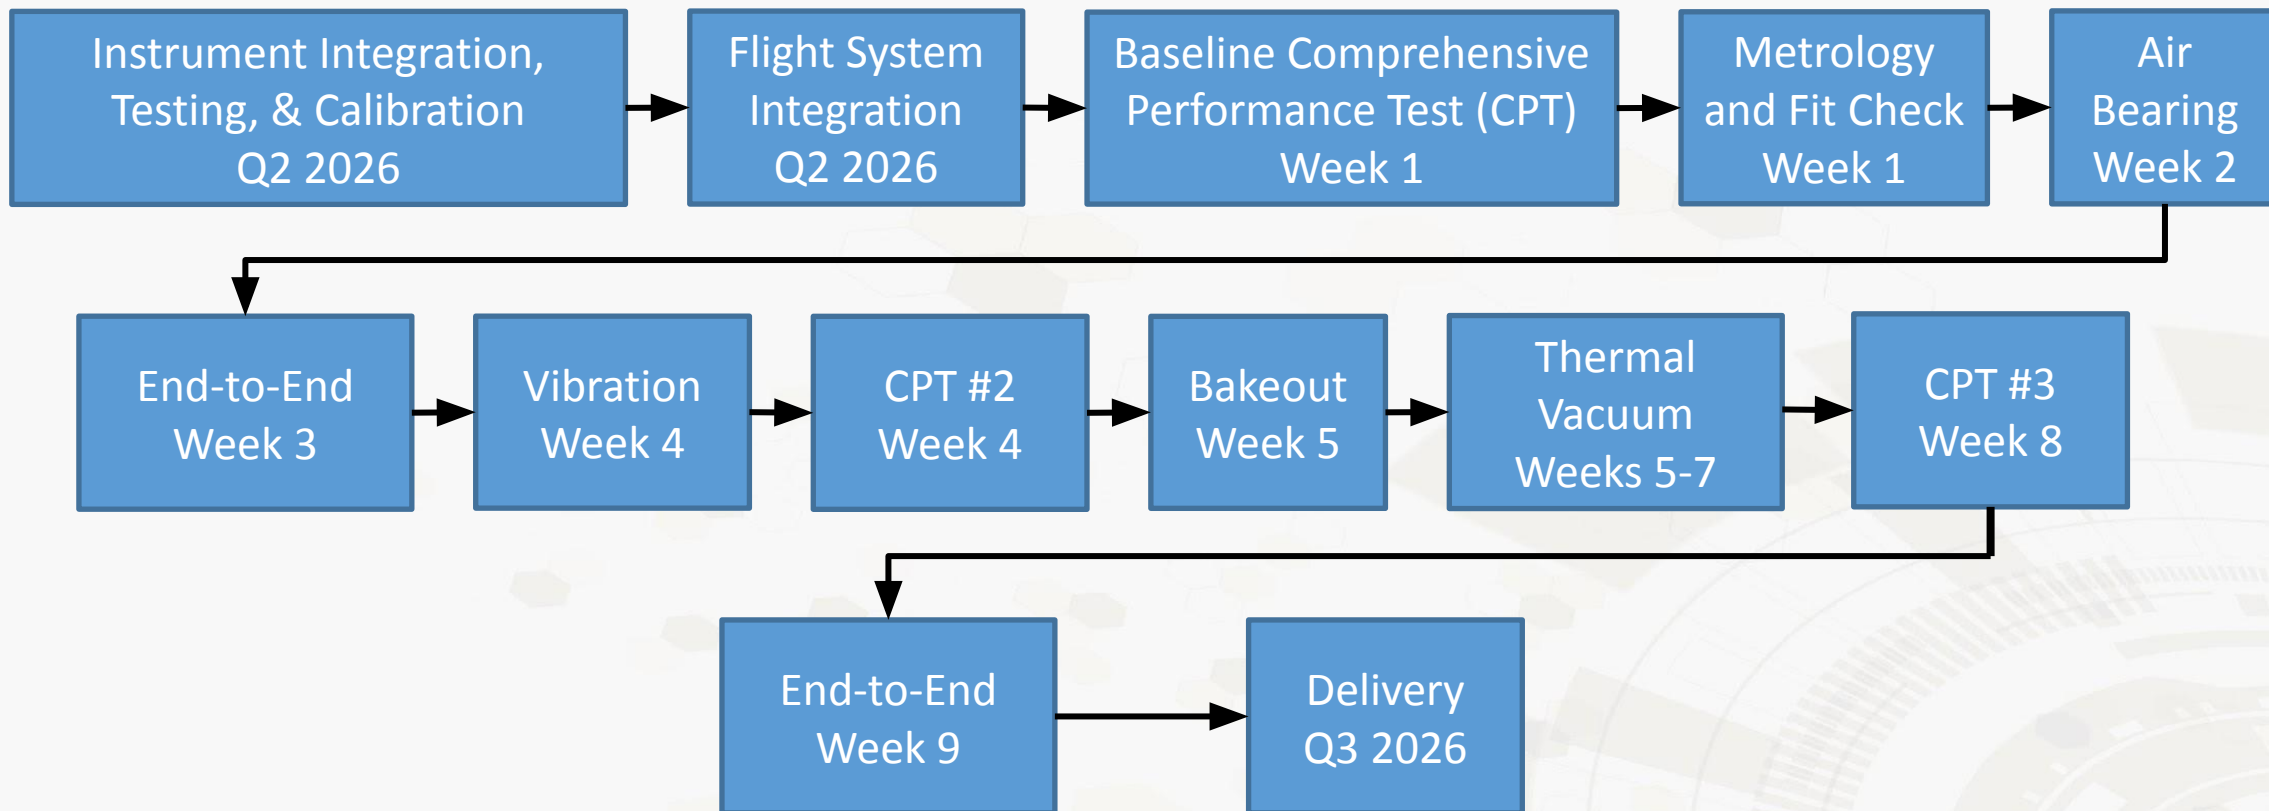 Instrument Integration,
Testing, & Calibration
Q2 2026
Flight System
Integration
Q2 2026
Baseline Comprehensive
Performance Test (CPT)
Week 1
Metrology
and Fit Check
Week 1
Air
Bearing
Week 2
End-to-End
Week 3
Vibration
Week 4
CPT #2
Week 4
Bakeout
Week 5
Thermal
Vacuum
Weeks 5-7
CPT #3
Week 8
End-to-End
Week 9
Delivery
Q3 2026